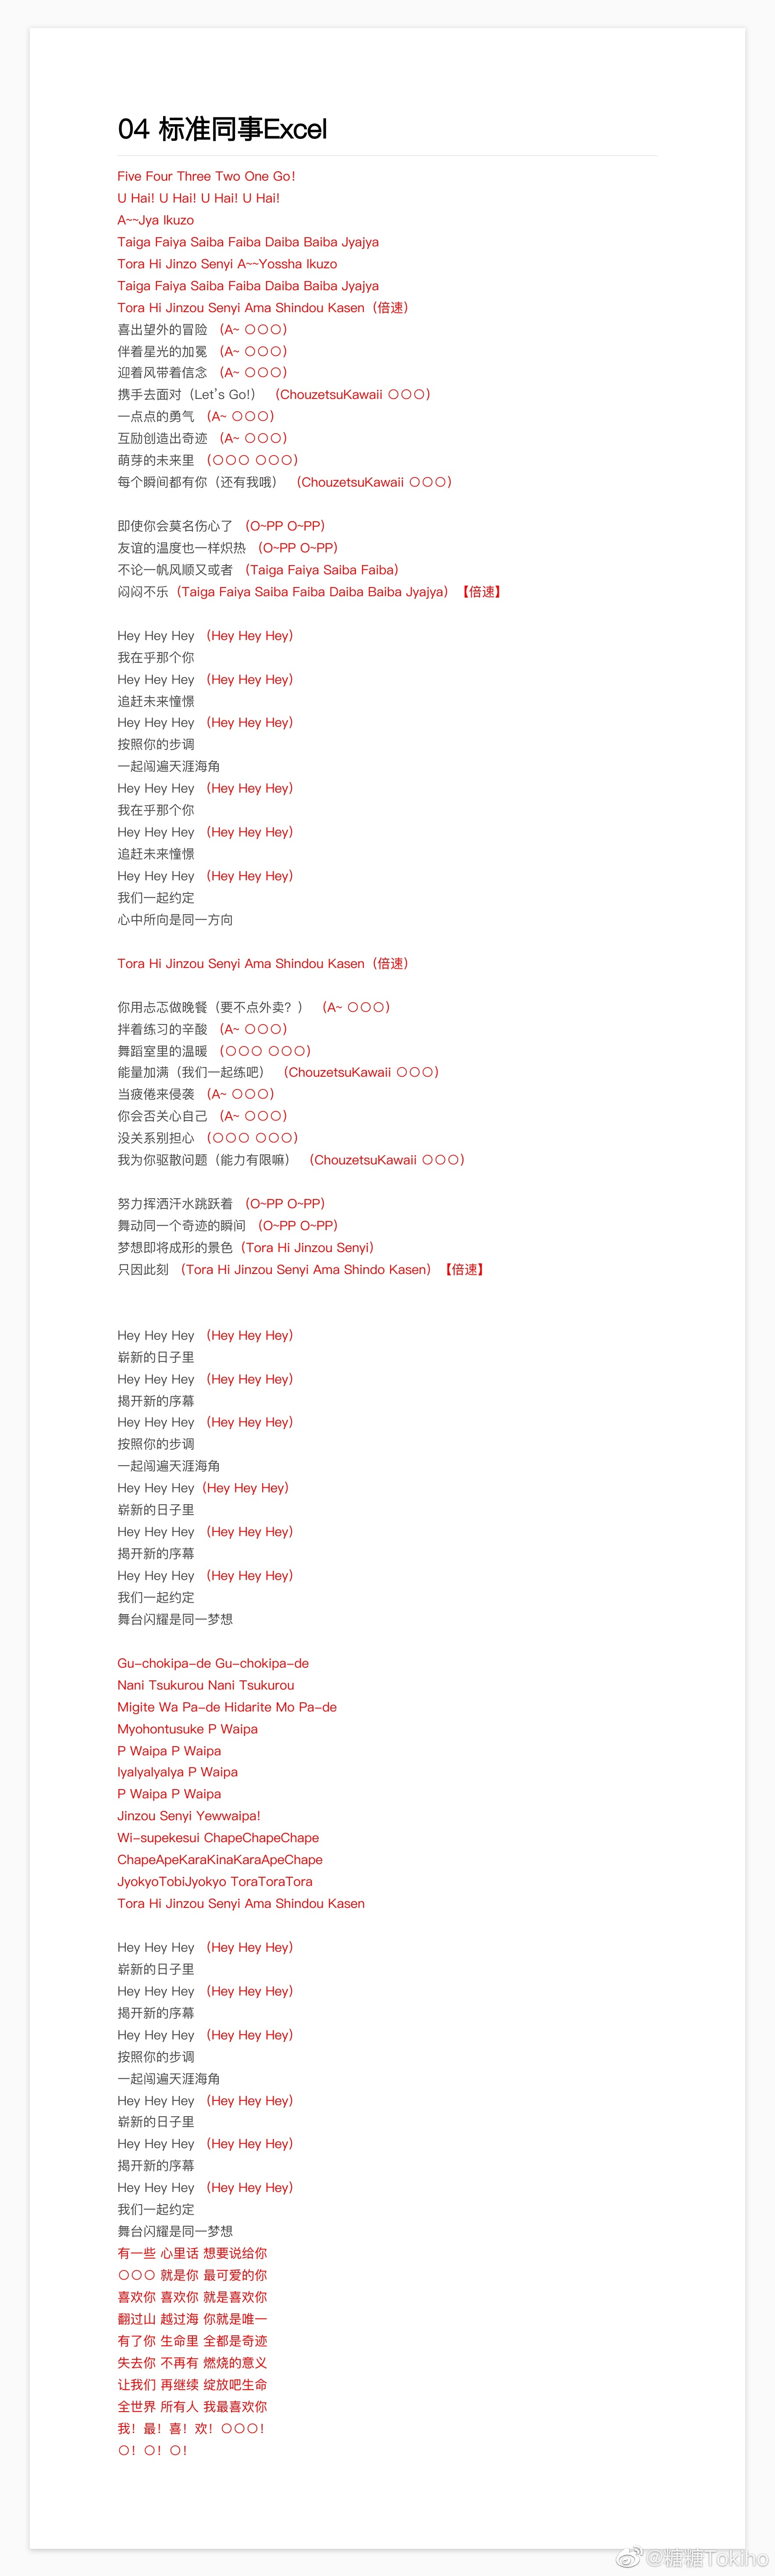 04 标准同事Excel
Five Four Three Two One Go!
U Hai! U Hai! U Hai! U Hai!
A~~Jya Ikuzo
Taiga Faiya Saiba Faiba Daiba Baiba Jyajya
Tora Hi Jinzo Senyi A~~Yossha Ikuzo
Taiga Faiya Saiba Faiba Daiba Baiba Jyajya
Tora Hi Jinzou Senyi Ama Shindou Kasen（倍速）
喜出望外的冒险 （A~ 〇〇〇）
伴着星光的加冕 （A~ 〇〇〇）
迎着风带着信念 （A~ 〇〇〇）
携手去面对（Let's Go!） （ChouzetsuKawaii 〇〇〇）
一点点的勇气 （A~ 〇〇〇）
互励创造出奇迹 （A~ 〇〇〇）
萌芽的未来里 （〇〇〇 〇〇〇）
每个瞬间都有你（还有我哦） （ChouzetsuKawaii 〇〇〇）
即使你会莫名伤心了 （O~PP O~PP）
友谊的温度也一样炽热 （O~PP O~PP）
不论一帆风顺又或者 （Taiga Faiya Saiba Faiba）
闷闷不乐（Taiga Faiya Saiba Faiba Daiba Baiba Jyajya）【倍速】
Hey Hey Hey （Hey Hey Hey）
我在乎那个你
Hey Hey Hey （Hey Hey Hey）
追赶未来憧憬
Hey Hey Hey （Hey Hey Hey）
按照你的步调
一起闯遍天涯海角
Hey Hey Hey （Hey Hey Hey）
我在乎那个你
Hey Hey Hey （Hey Hey Hey）
追赶未来憧憬
Hey Hey Hey （Hey Hey Hey）
我们一起约定
心中所向是同一方向
Tora Hi Jinzou Senyi Ama Shindou Kasen（倍速）
你用忐忑做晚餐（要不点外卖？） （A~ 〇〇〇）
拌着练习的辛酸 （A~ 〇〇〇）
舞蹈室里的温暖 （〇〇〇 〇〇〇）
能量加满（我们一起练吧） （ChouzetsuKawaii 〇〇〇）
当疲倦来侵袭 （A~ 〇〇〇）
你会否关心自己 （A~ 〇〇〇）
没关系别担心 （〇〇〇 〇〇〇）
我为你驱散问题（能力有限嘛） （ChouzetsuKawaii 〇〇〇）
努力挥洒汗水跳跃着 （O~PP O~PP）
舞动同一个奇迹的瞬间 （O~PP O~PP）
梦想即将成形的景色（Tora Hi Jinzou Senyi）
只因此刻 （Tora Hi Jinzou Senyi Ama Shindo Kasen）【倍速】
Hey Hey Hey （Hey Hey Hey）
崭新的日子里
Hey Hey Hey （Hey Hey Hey）
揭开新的序幕
Hey Hey Hey （Hey Hey Hey）
按照你的步调
一起闯遍天涯海角
Hey Hey Hey（Hey Hey Hey）
崭新的日子里
Hey Hey Hey （Hey Hey Hey）
揭开新的序幕
Hey Hey Hey （Hey Hey Hey）
我们一起约定
舞台闪耀是同一梦想
Gu-chokipa-de Gu-chokipa-de
Nani Tsukurou Nani Tsukurou
Migite Wa Pa-de Hidarite Mo Pa-de
Myohontusuke P Waipa
P Waipa P Waipa
Iyalyalyalya P Waipa
P Waipa P Waipa
Jinzou Senyi Yewwaipa!
Wi-supekesui ChapeChapeChape
ChapeApeKaraKinaKaraApeChape
JyokyoTobiJyokyo ToraToraTora
Tora Hi Jinzou Senyi Ama Shindou Kasen
Hey Hey Hey （Hey Hey Hey）
崭新的日子里
Hey Hey Hey （Hey Hey Hey）
揭开新的序幕
Hey Hey Hey （Hey Hey Hey）
按照你的步调
一起闯遍天涯海角
Hey Hey Hey （Hey Hey Hey）
崭新的日子里
Hey Hey Hey （Hey Hey Hey）
揭开新的序幕
Hey Hey Hey （Hey Hey Hey）
我们一起约定
舞台闪耀是同一梦想
有一些 心里话 想要说给你
〇〇〇 就是你 最可爱的你
喜欢你 喜欢你 就是喜欢你
翻过山 越过海 你就是唯一
有了你 生命里 全都是奇迹
失去你 不再有 燃烧的意义
让我们 再继续 绽放吧生命
全世界 所有人 我最喜欢你
我！最！喜！欢！〇〇〇！
〇！〇！〇！
@糖糖Tokiho